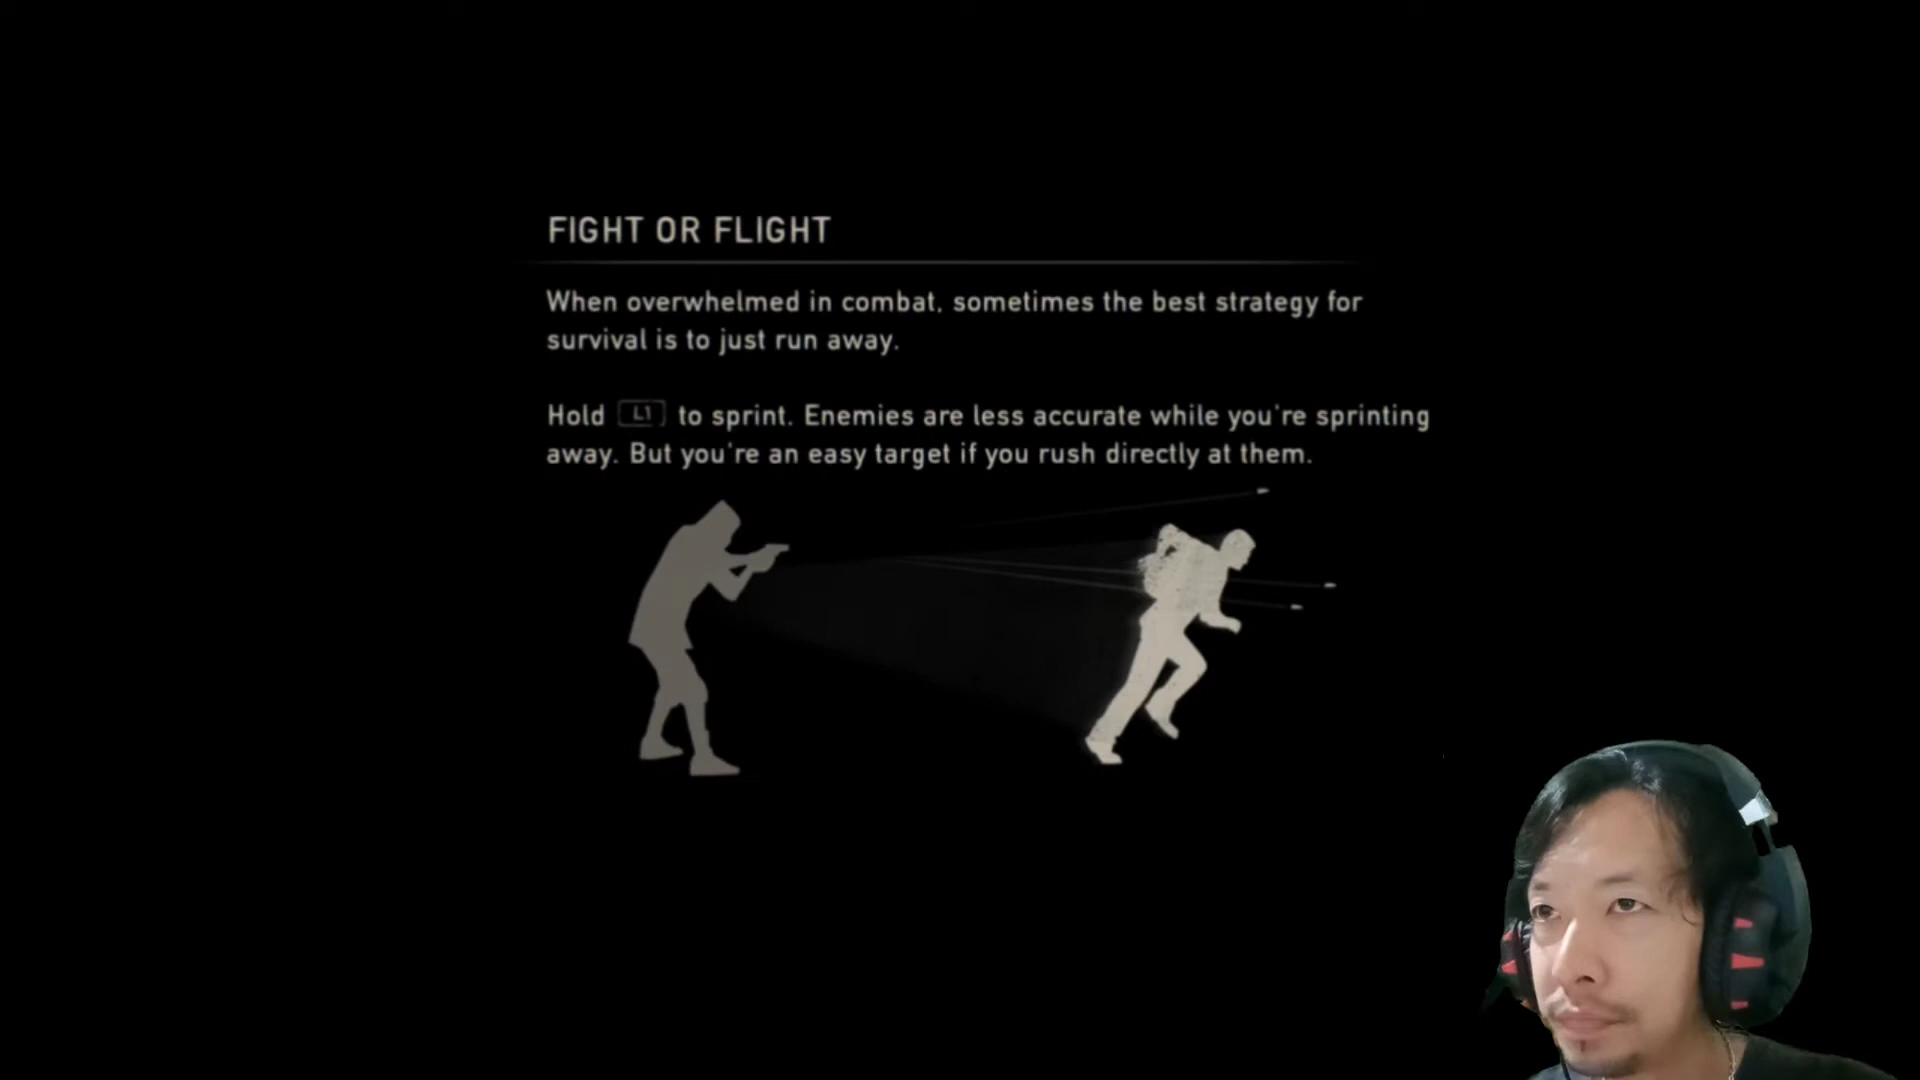 FIGHT OR FLIGHT
When overwhelmed in combat, sometimes the best strategy for
survival is to just run away.
Hold L1 to sprint. Enemies are less accurate while you're sprinting
away. But you're an easy target if you rush directly at them.